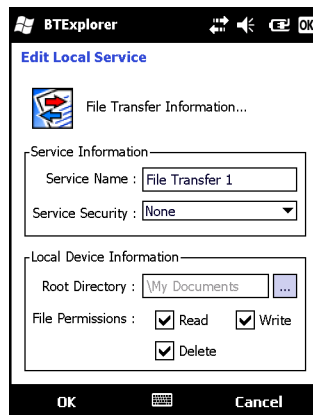 BTExplorer OK
Edit Local Service
File Transfer Information...
Service Information
Service Name : File Transfer 1
Service Security : None
Local Device Information
Root Directory : \My Documents ...
File Permissions : Read Write
Delete
OK Cancel